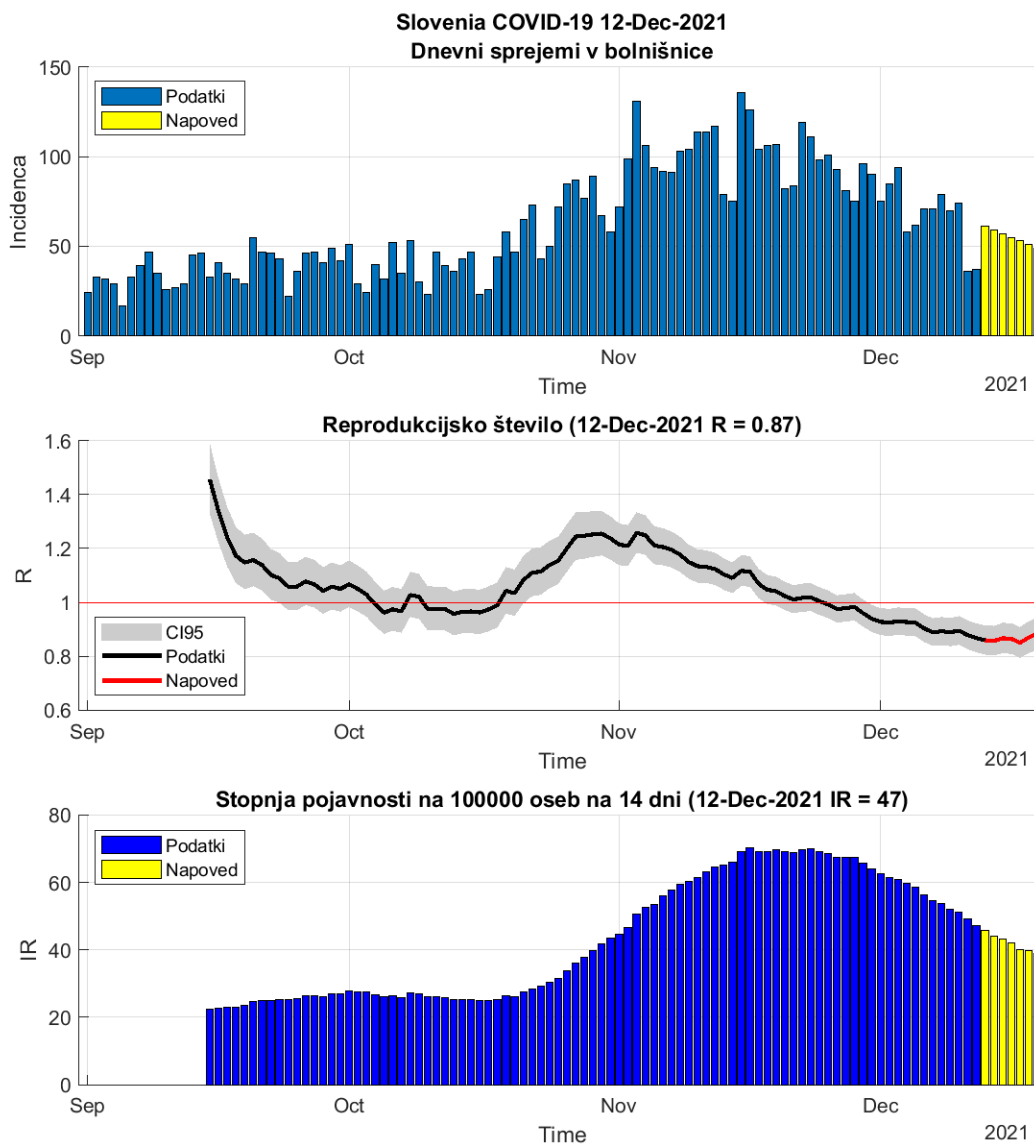 Slovenia COVID-19 12-Dec-2021
Dnevni sprejemi v bolnišnice
150
100
50
0
Incidenca
Podatki
Napoved
Sep
Oct
Nov
Dec
Time
2021
Reprodukcijsko število (12-Dec-2021 R = 0.87)
1.6
1.4
1.2
1
0.8
0.6
R
CI95
Podatki
Napoved
Sep
Oct
Nov
Dec
Time
2021
Stopnja pojavnosti na 100000 oseb na 14 dni (12-Dec-2021 IR = 47)
80
60
40
20
0
IR
Podatki
Napoved
Sep
Oct
Nov
Dec
Time
2021